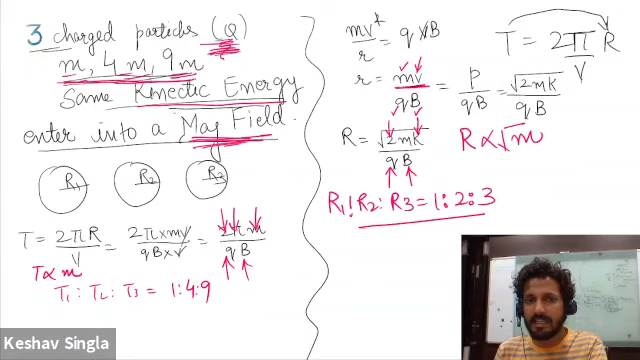 3 charged particles (Q)
m, 4m, 9m
Same Kinectic Energy
enter into a Mag Field.
R1 R2 R3
T = 2πR/V = 2π×mv/qB×v = 2π m/qB
T ∝ m
T1 : T2 : T3 = 1:4:9
mv²/r = qvB
r = mv/qB = p/qB = √2mk/qB
R = √2mk/qB R ∝ √m
R1 : R2 : R3 = 1 : 2 : 3
T = 2πR/V
Keshav Singla